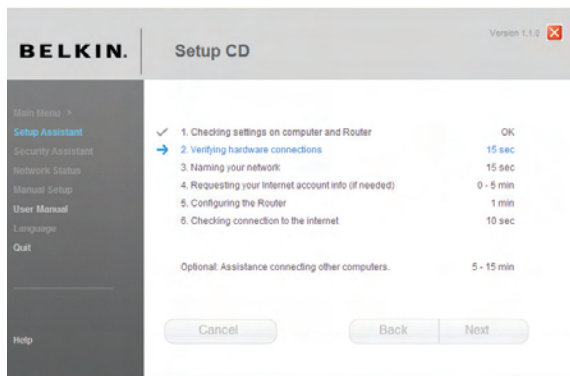 BELKIN. Setup CD Version 1.1.0
Main Menu >
Setup Assistant
Security Assistant
Network Status
Manual Setup
User Manual
Language
Quit
Help
1. Checking settings on computer and Router OK
2. Verifying hardware connections 15 sec
3. Naming your network 15 sec
4. Requesting your Internet account info (if needed) 0 - 5 min
5. Configuring the Router 1 min
6. Checking connection to the internet 10 sec
Optional: Assistance connecting other computers. 5 - 15 min
Cancel Back Next